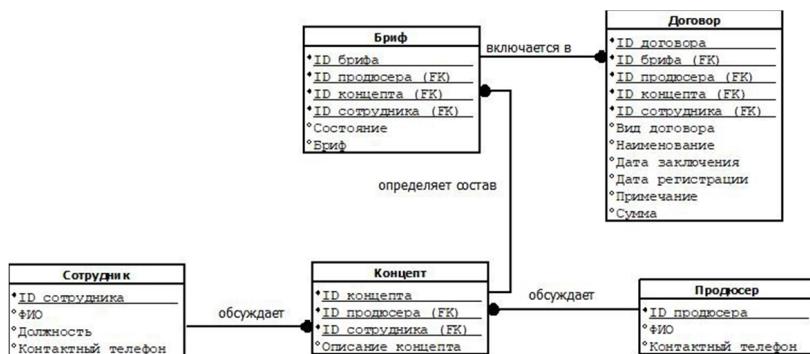 Бриф
ID брифа
ID продюсера (FK)
ID концепта (FK)
ID сотрудника (FK)
Состояние
Бриф
включается в
Договор
ID договора
ID брифа (FK)
ID продюсера (FK)
ID концепта (FK)
ID сотрудника (FK)
Вид договора
Наименование
Дата заключения
Дата регистрации
Примечание
Сумма
определяет состав
Сотрудник
ID сотрудника
ФИО
Должность
Контактный телефон
обсуждает
Концепт
ID концепта
ID продюсера (FK)
ID сотрудника (FK)
Описание концепта
обсуждает
Продюсер
ID продюсера
ФИО
Контактный телефон